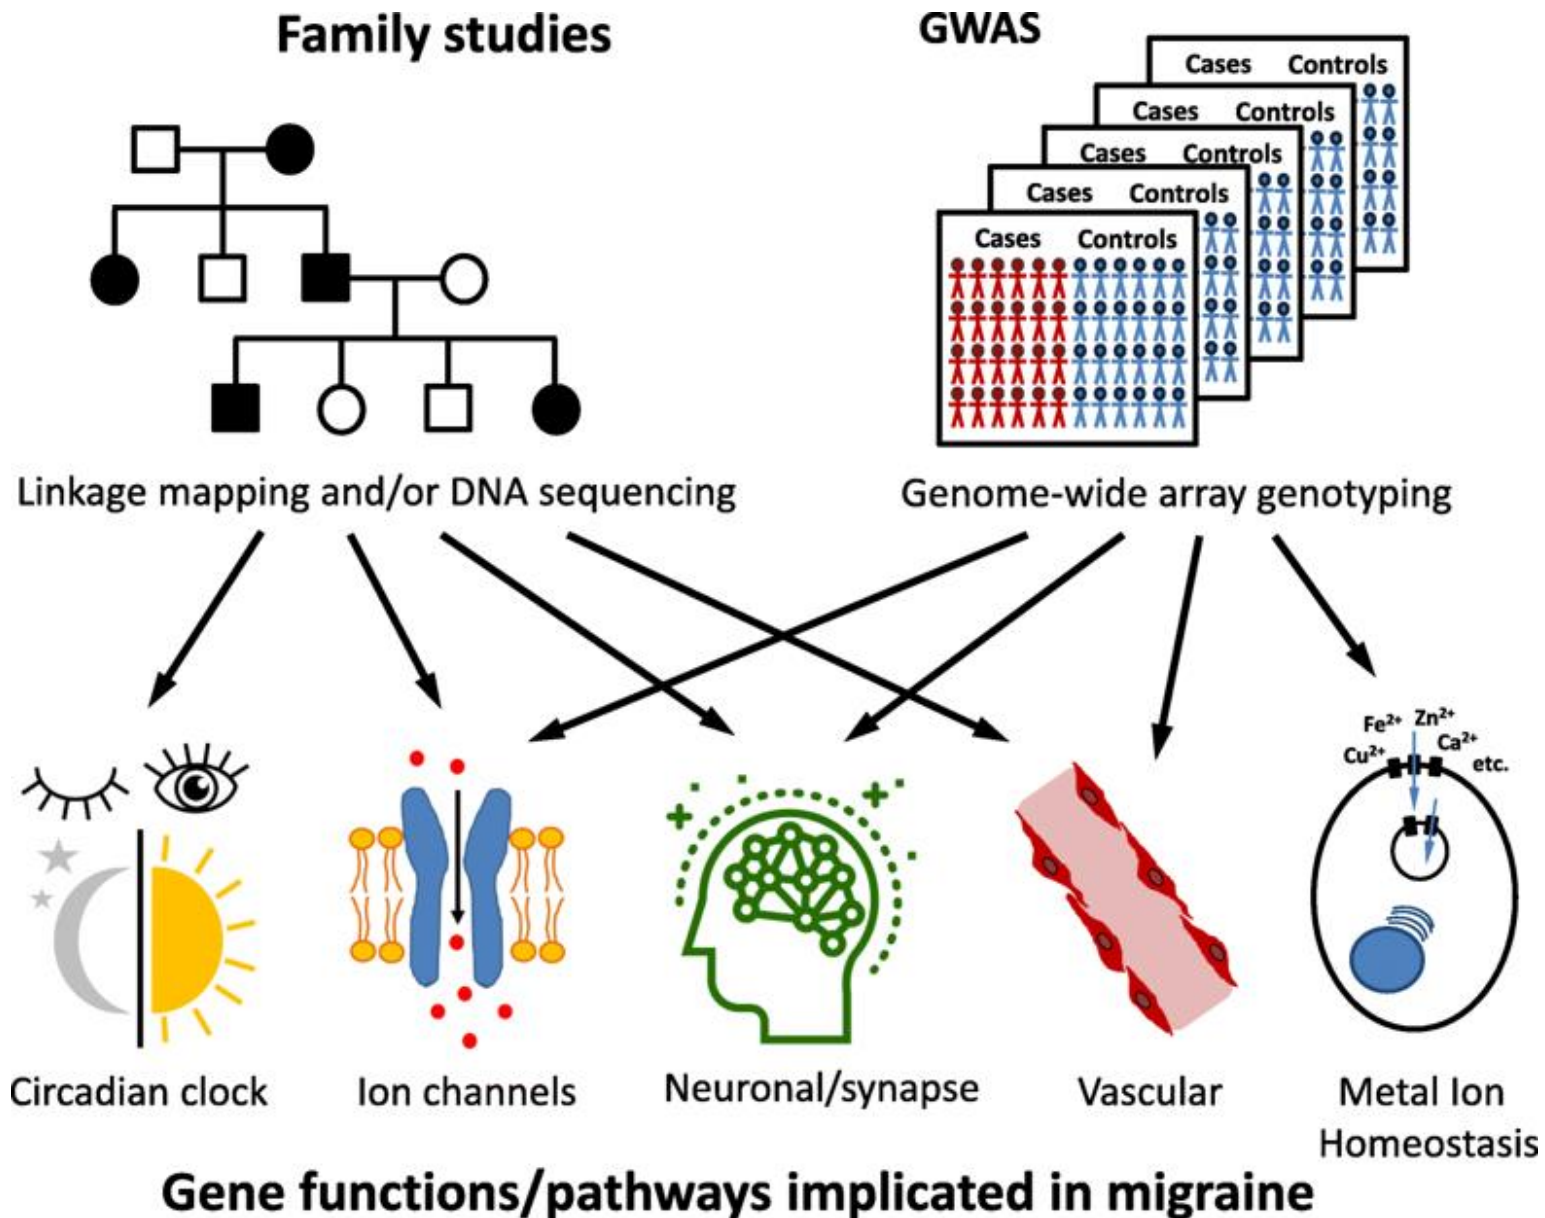 Family studies
GWAS
Cases Controls
Cases Controls
Cases Controls
Cases Controls
Cases Controls
Linkage mapping and/or DNA sequencing
Genome-wide array genotyping
Fe²⁺ Zn²⁺
Cu²⁺ Ca²⁺
etc.
Circadian clock
Ion channels
Neuronal/synapse
Vascular
Metal Ion
Homeostasis
Gene functions/pathways implicated in migraine